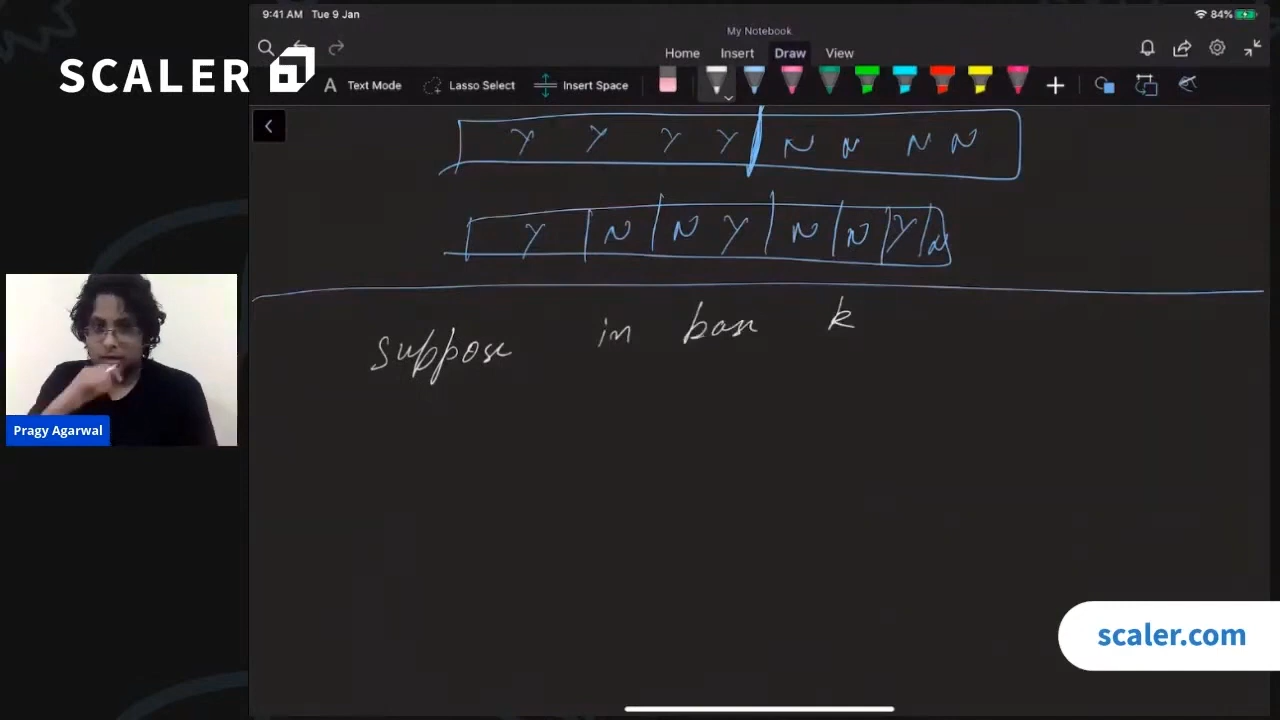 9:41 AM Tue 9 Jan
84%
My Notebook
SCALER
Home Insert Draw View
A Text Mode Lasso Select Insert Space
Y Y Y Y N N N N
Y N N Y N N Y N
suppose in base k
Pragy Agarwal
scaler.com